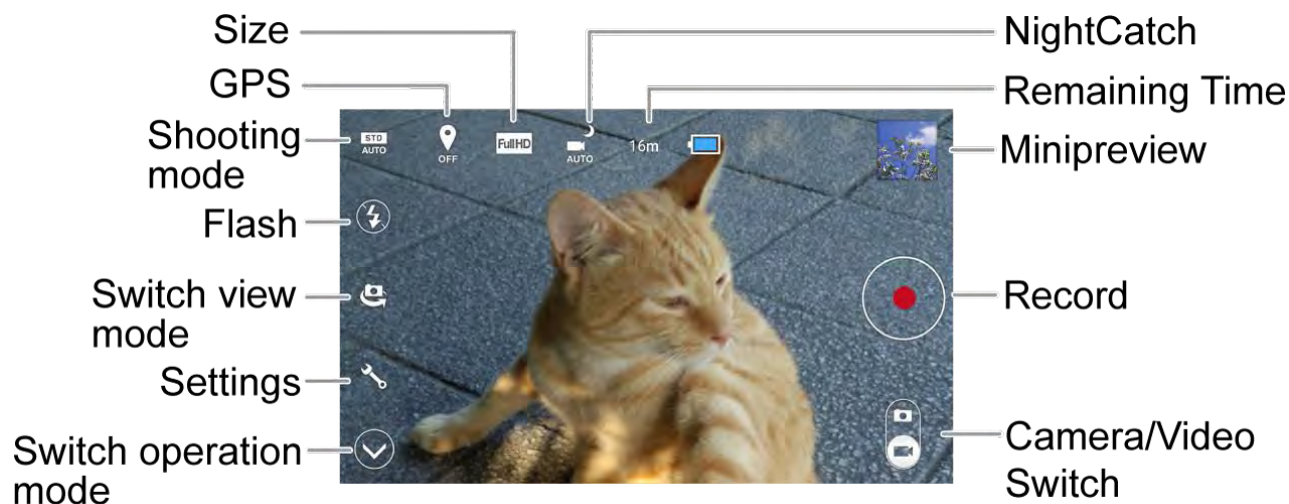 Size
GPS
Shooting
mode
Flash
Switch view
mode
Settings
Switch operation
mode
STD
AUTO
OFF
Full HD
AUTO
16m
NightCatch
Remaining Time
Minipreview
Record
Camera/Video
Switch